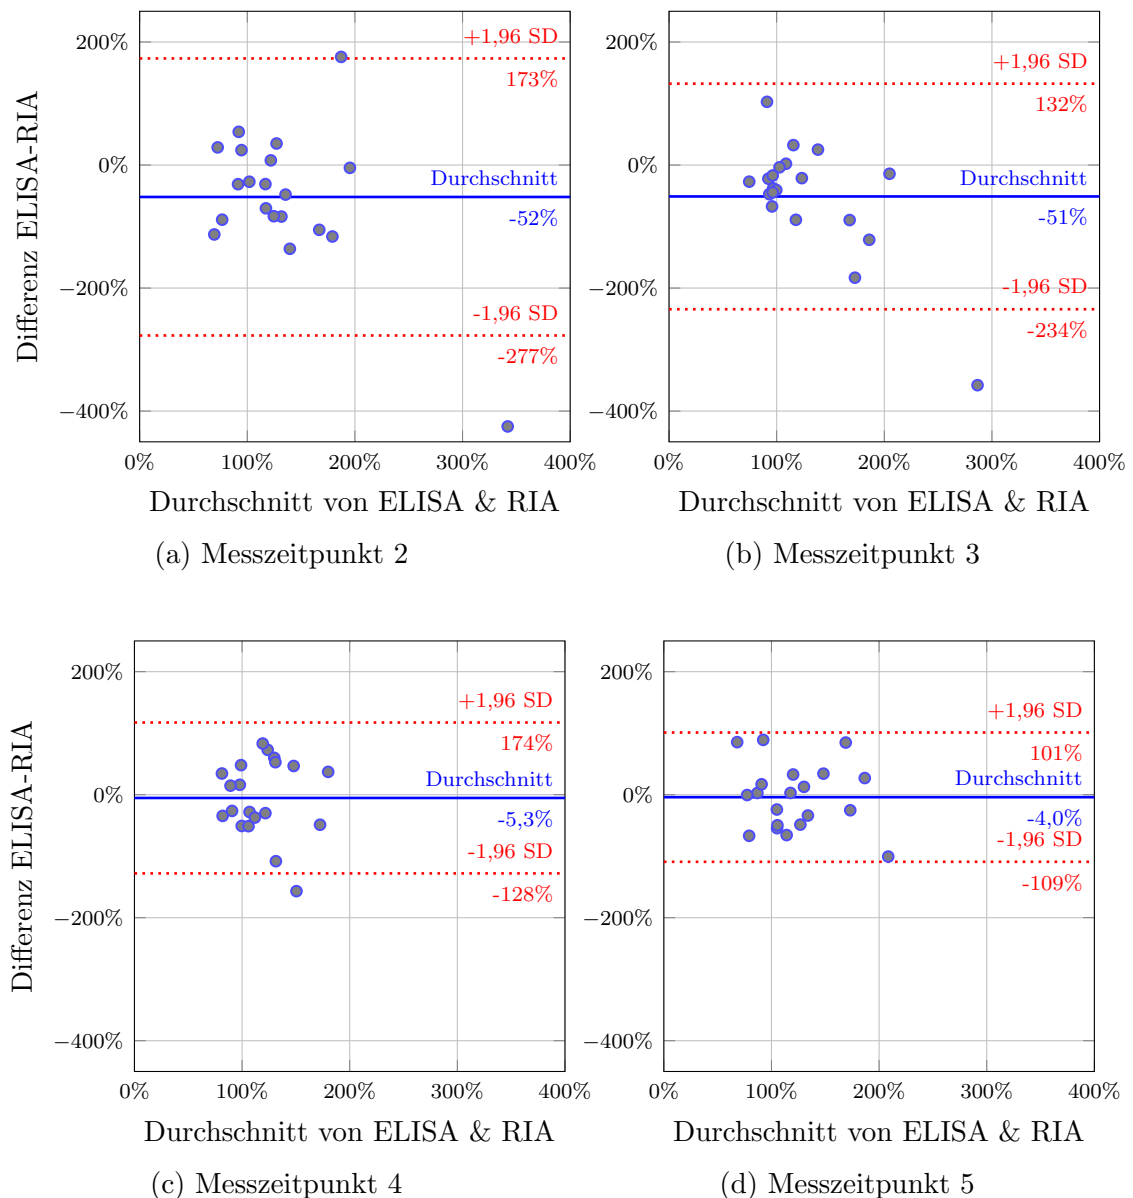 Differenz ELISA-RIA
200%
0%
−200%
−400%
+1,96 SD
173%
Durchschnitt
-52%
-1,96 SD
-277%
0%
100%
200%
300%
400%
Durchschnitt von ELISA & RIA
(a) Messzeitpunkt 2
200%
0%
−200%
−400%
+1,96 SD
132%
Durchschnitt
-51%
-1,96 SD
-234%
0%
100%
200%
300%
400%
Durchschnitt von ELISA & RIA
(b) Messzeitpunkt 3
Differenz ELISA-RIA
200%
0%
−200%
−400%
+1,96 SD
174%
Durchschnitt
-5,3%
-1,96 SD
-128%
0%
100%
200%
300%
400%
Durchschnitt von ELISA & RIA
(c) Messzeitpunkt 4
200%
0%
−200%
−400%
+1,96 SD
101%
Durchschnitt
-4,0%
-1,96 SD
-109%
0%
100%
200%
300%
400%
Durchschnitt von ELISA & RIA
(d) Messzeitpunkt 5